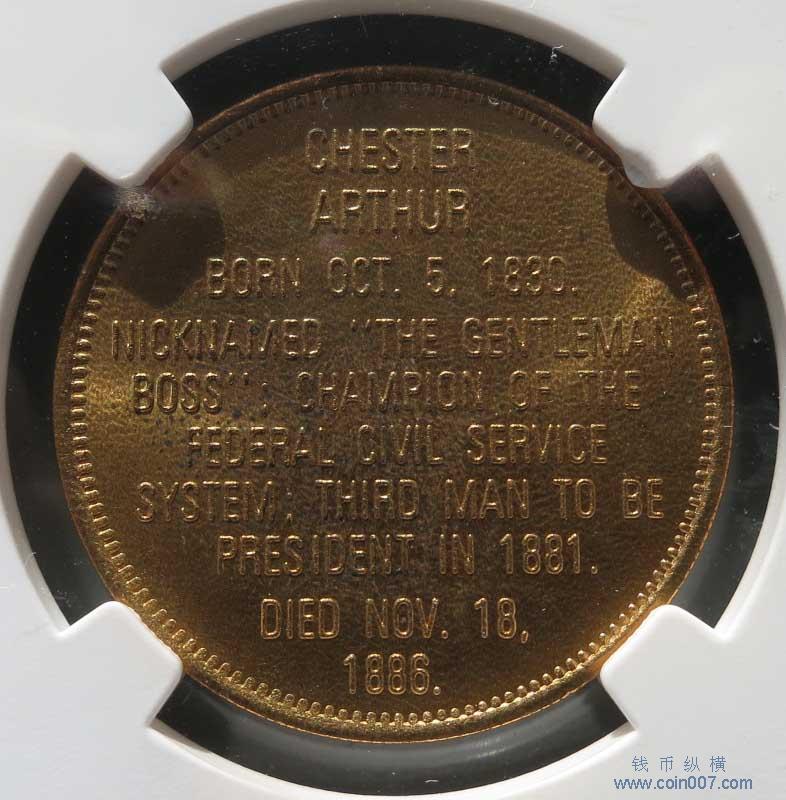 CHESTER
ARTHUR
BORN OCT. 5, 1830.
NICKNAMED "THE GENTLEMAN
BOSS"; CHAMPION OF THE
FEDERAL CIVIL SERVICE
SYSTEM; THIRD MAN TO BE
PRESIDENT IN 1881.
DIED NOV. 18,
1886.
钱币纵横
www.coin007.com